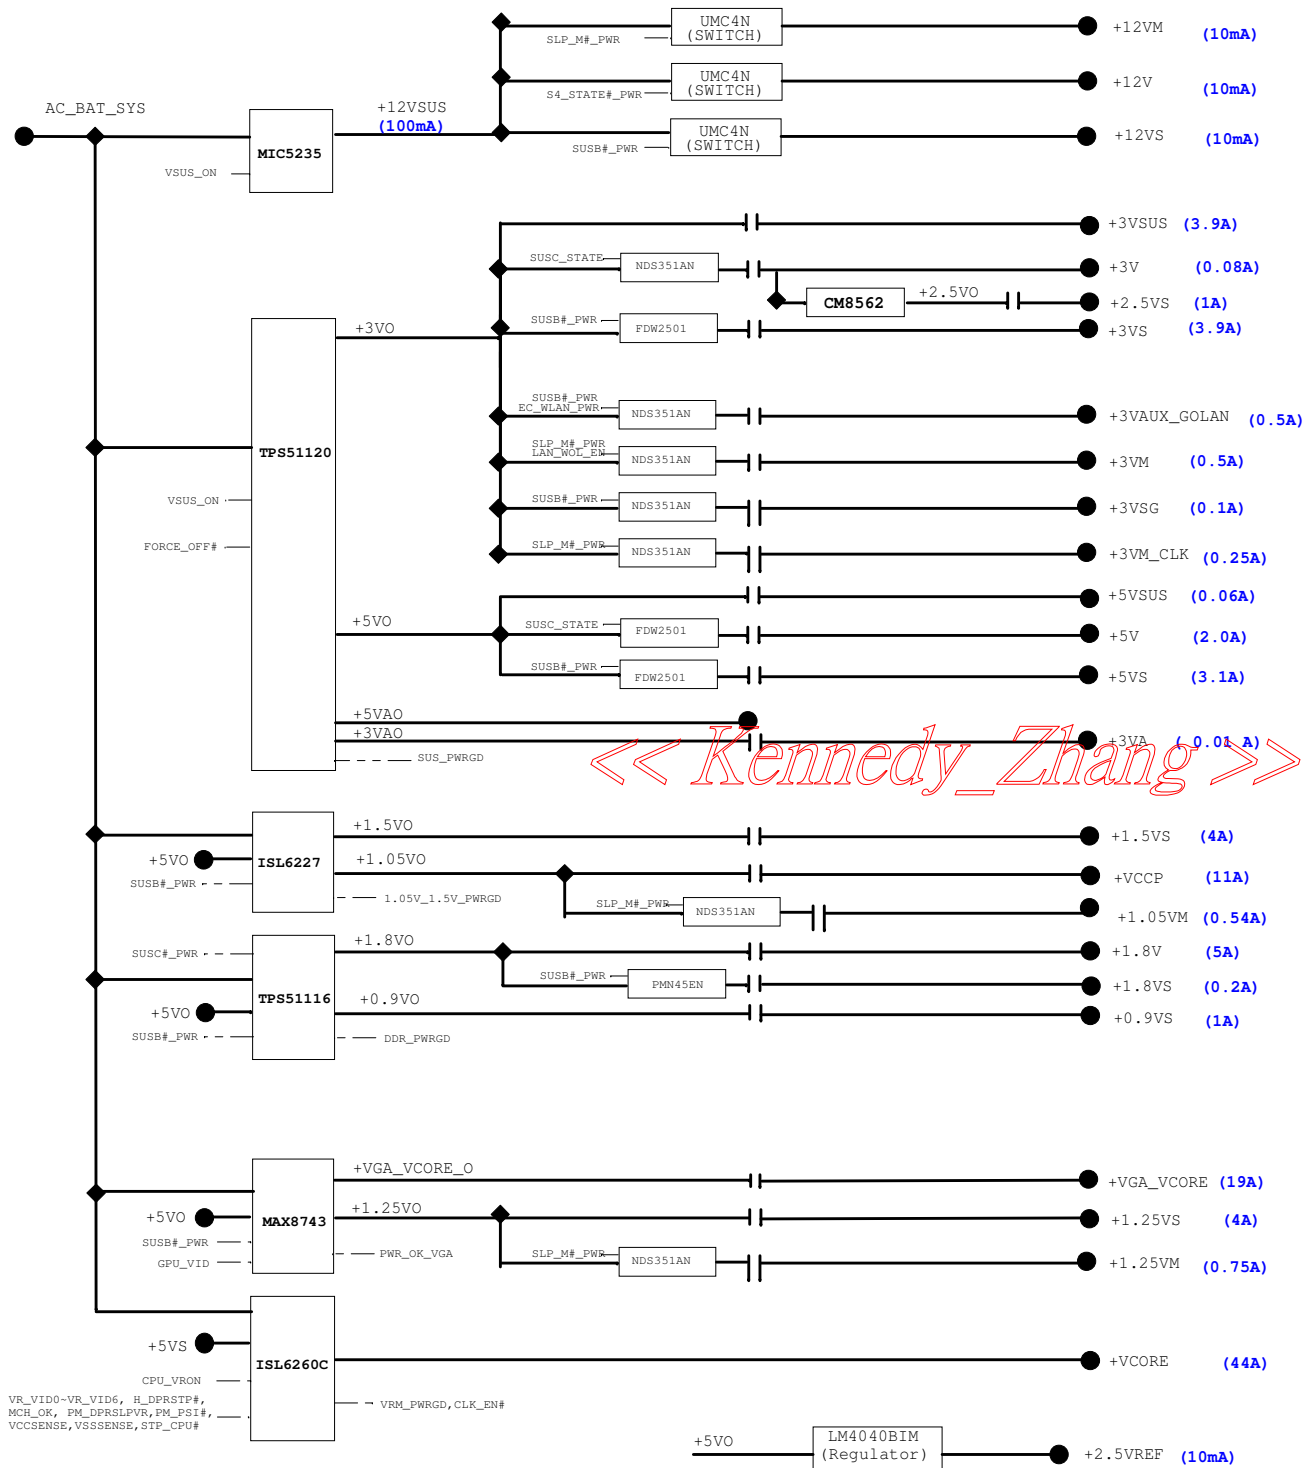 UMC4N
(SWITCH)
SLP_M#_PWR
+12VM (10mA)
UMC4N
(SWITCH)
S4_STATE#_PWR
+12V (10mA)
AC_BAT_SYS
+12VSUS
(100mA)
UMC4N
(SWITCH)
SUSB#_PWR
+12VS (10mA)
MIC5235
VSUS_ON
+3VSUS (3.9A)
SUSC_STATE
NDS351AN
+3V (0.08A)
CM8562
+2.5VO
+2.5VS (1A)
+3VO
SUSB#_PWR
FDW2501
+3VS (3.9A)
SUSB#_PWR
EC_WLAN_PWR
NDS351AN
+3VAUX_GOLAN (0.5A)
TPS51120
SLP_M#_PWR
LAN_WOL_EN
NDS351AN
+3VM (0.5A)
VSUS_ON
SUSB#_PWR
NDS351AN
+3VSG (0.1A)
FORCE_OFF#
SLP_M#_PWR
NDS351AN
+3VM_CLK (0.25A)
+5VSUS (0.06A)
+5VO
SUSC_STATE
FDW2501
+5V (2.0A)
SUSB#_PWR
FDW2501
+5VS (3.1A)
+5VAO
+3VAO
+3VA (0.01 A)
SUS_PWRGD
<< Kennedy_Zhang >>
+1.5VO
+1.5VS (4A)
+5VO
ISL6227
+1.05VO
+VCCP (11A)
SUSB#_PWR
1.05V_1.5V_PWRGD
SLP_M#_PWR
NDS351AN
+1.05VM (0.54A)
SUSC#_PWR
+1.8VO
+1.8V (5A)
SUSB#_PWR
PMN45EN
+1.8VS (0.2A)
TPS51116
+5VO
+0.9VO
+0.9VS (1A)
SUSB#_PWR
DDR_PWRGD
+VGA_VCORE_O
+VGA_VCORE (19A)
+5VO
MAX8743
+1.25VO
+1.25VS (4A)
SUSB#_PWR
GPU_VID
PWR_OK_VGA
SLP_M#_PWR
NDS351AN
+1.25VM (0.75A)
+5VS
ISL6260C
+VCORE (44A)
CPU_VRON
VR_VID0~VR_VID6, H_DPRSTP#,
MCH_OK, PM_DPRSLPVR,PM_PSI#,
VCCSENSE,VSSSENSE,STP_CPU#
VRM_PWRGD,CLK_EN#
+5VO
LM4040BIM
(Regulator)
+2.5VREF (10mA)